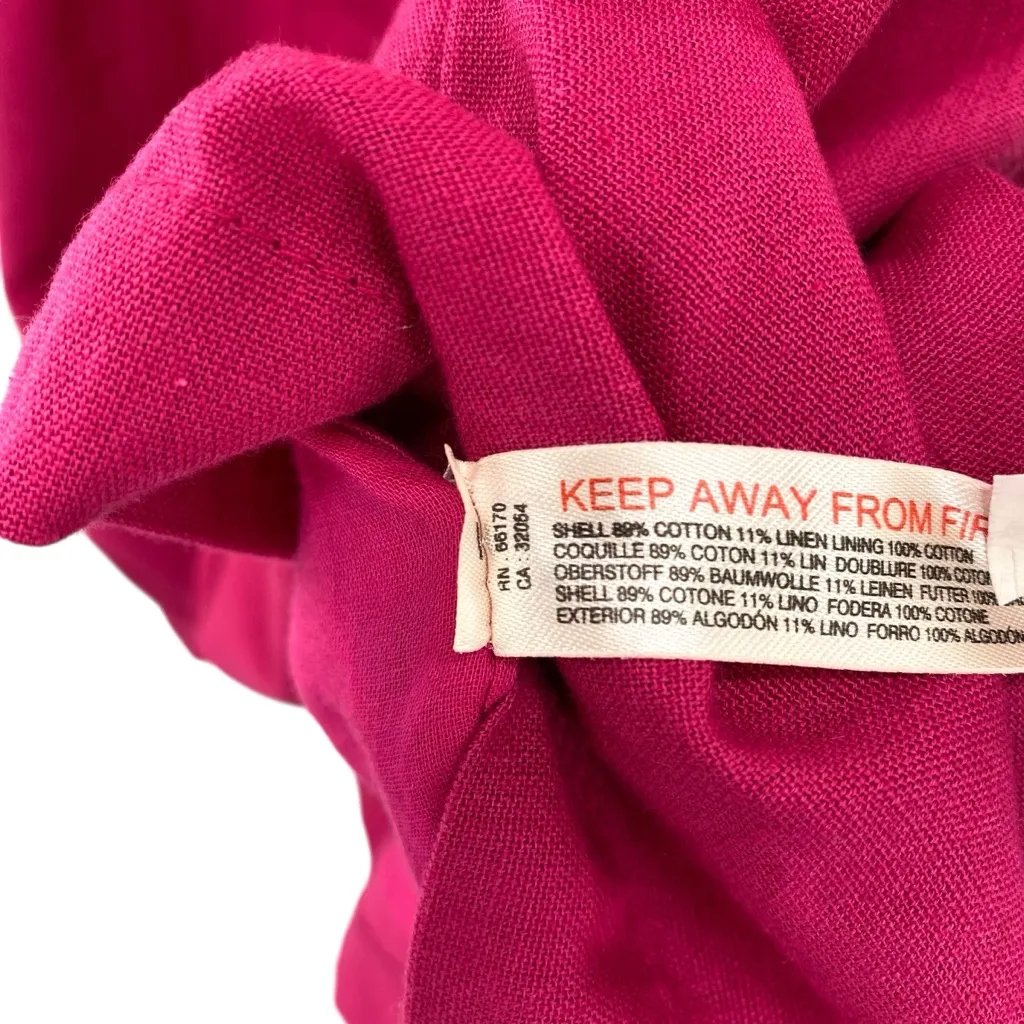 KEEP AWAY FROM
SHELL 89% COTTON 11% LINEN LINING 100% COTTON
COQUILLE 89% COTON 11% LIN DOUBLURE 100% COTON
OBERSTOFF 89% BAUMWOLLE 11% LEINEN FUTTER 100%
SHELL 89% COTONE 11% LINO FODERA 100% COTONE
EXTERIOR 89% ALGODÓN 11% LINO FORRO 100% ALGODÓN
RN : 66170
CA : 32054